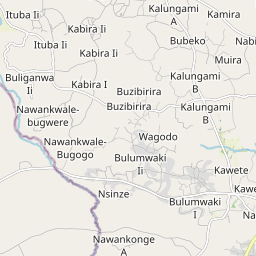 Ituba Ii
Kabira Ii
Kalungami
A
Kamira
Ituba Ii
Kabira Ii
Bubeko
Muira
Buliganwa
Ii
Kabira I
Buzibirira
Kalungami
B
Nawankwale-
bugwere
Buzibirira
Kalungami
B
Nawankwale-
Bugogo
Wagodo
Bulumwaki
Ii
Kawete
Nsinze
Bulumwaki
I
Kawe
Na
Nawankonge
A